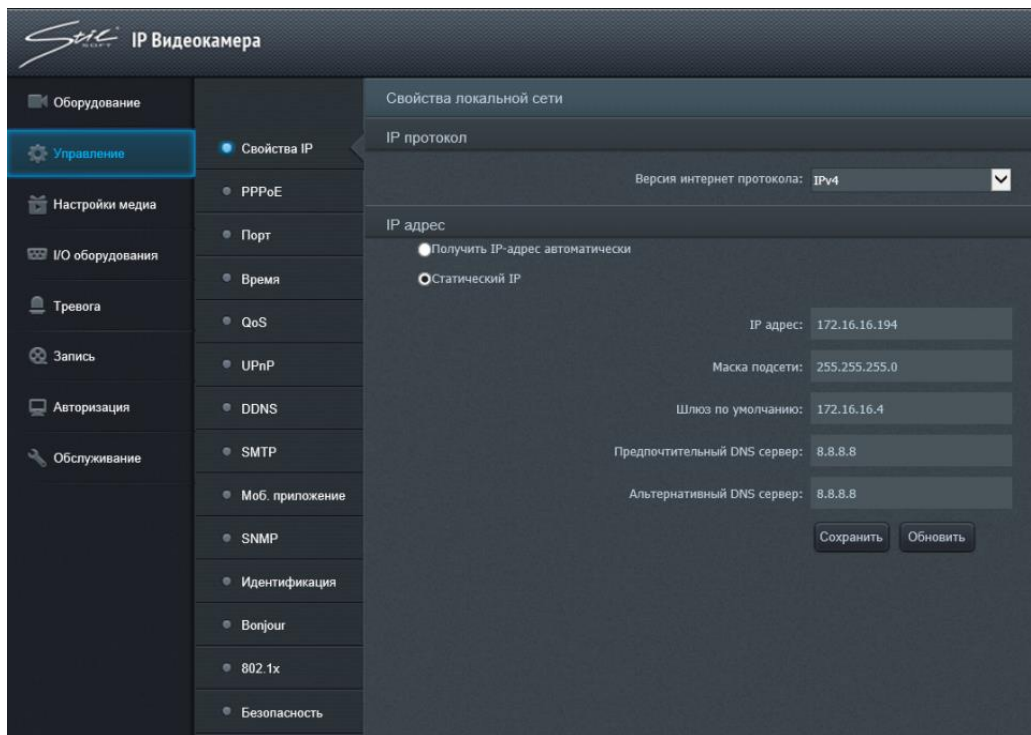 Stil SOFT IP Видеокамера
Оборудование
Управление
Настройки медиа
I/O оборудования
Тревога
Запись
Авторизация
Обслуживание
Свойства IP
PPPoE
Порт
Время
QoS
UPnP
DDNS
SMTP
Моб. приложение
SNMP
Идентификация
Bonjour
802.1x
Безопасность
Свойства локальной сети
IP протокол
Версия интернет протокола: IPv4
IP адрес
Получить IP-адрес автоматически
Статический IP
IP адрес: 172.16.16.194
Маска подсети: 255.255.255.0
Шлюз по умолчанию: 172.16.16.4
Предпочтительный DNS сервер: 8.8.8.8
Альтернативный DNS сервер: 8.8.8.8
Сохранить Обновить